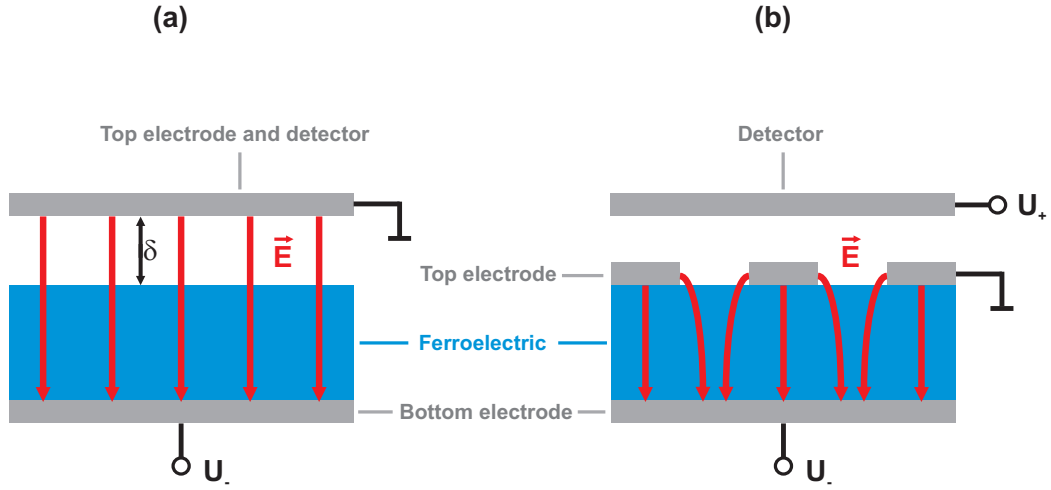 (a)
(b)
Top electrode and detector
Detector
U+
δ
E
E
Top electrode
Ferroelectric
Bottom electrode
U-
U-